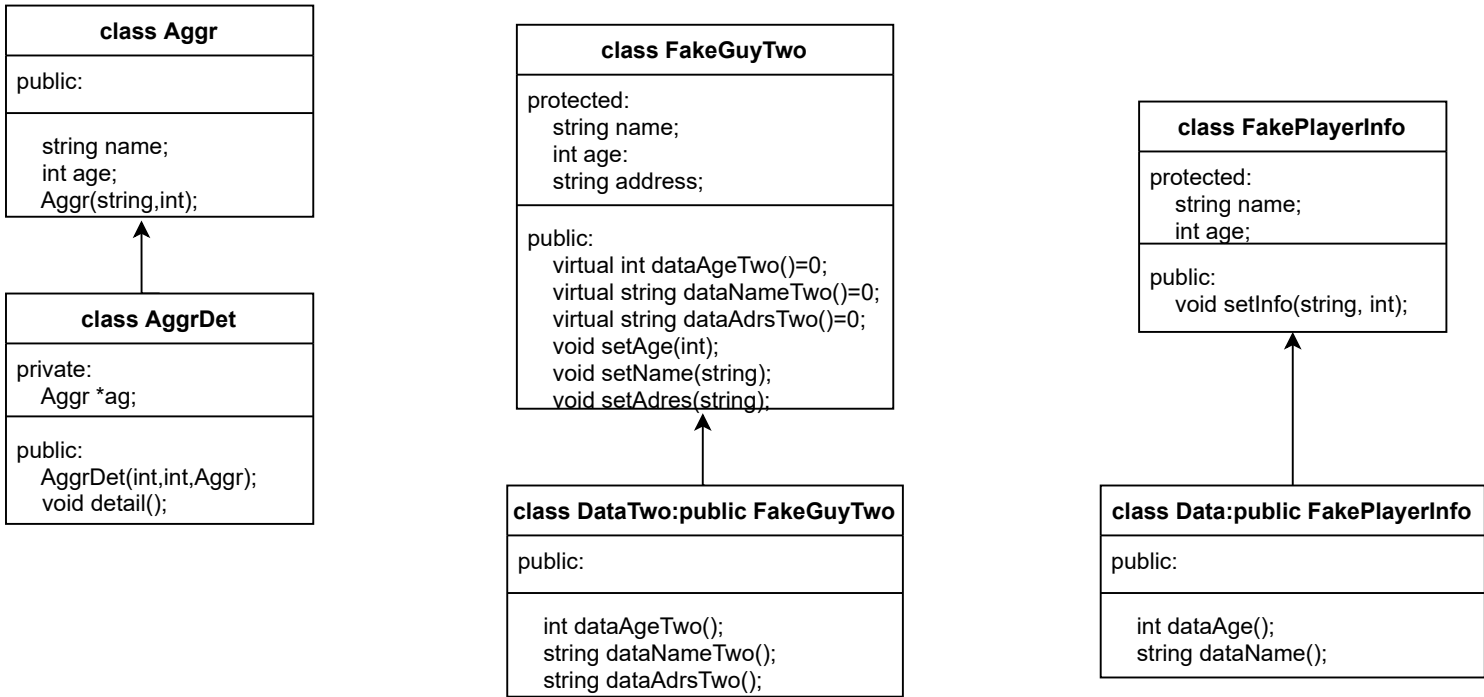 class Aggr
public:
string name;
int age;
Aggr(string,int);
class AggrDet
private:
Aggr *ag;
public:
AggrDet(int,int,Aggr);
void detail();
class FakeGuyTwo
protected:
string name;
int age:
string address;
public:
virtual int dataAgeTwo()=0;
virtual string dataNameTwo()=0;
virtual string dataAdrsTwo()=0;
void setAge(int);
void setName(string);
void setAdres(string);
class DataTwo:public FakeGuyTwo
public:
int dataAgeTwo();
string dataNameTwo();
string dataAdrsTwo();
class FakePlayerInfo
protected:
string name;
int age;
public:
void setInfo(string, int);
class Data:public FakePlayerInfo
public:
int dataAge();
string dataName();